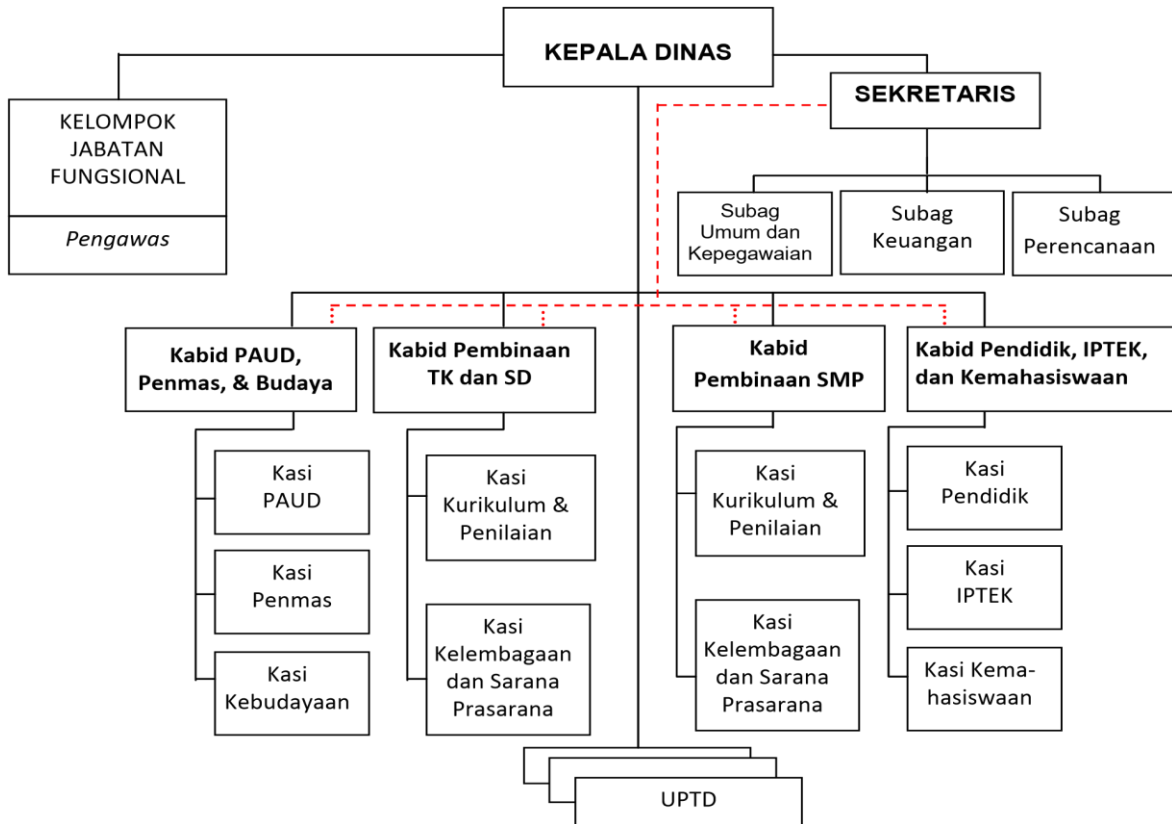 KEPALA DINAS
SEKRETARIS
KELOMPOK
JABATAN
FUNGSIONAL
Pengawas
Subag
Umum dan
Kepegawaian
Subag
Keuangan
Subag
Perencanaan
Kabid PAUD,
Penmas, & Budaya
Kabid Pembinaan
TK dan SD
Kabid
Pembinaan SMP
Kabid Pendidik, IPTEK,
dan Kemahasiswaan
Kasi
PAUD
Kasi
Penmas
Kasi
Kebudayaan
Kasi
Kurikulum &
Penilaian
Kasi
Kelembagaan
dan Sarana
Prasarana
Kasi
Kurikulum &
Penilaian
Kasi
Kelembagaan
dan Sarana
Prasarana
Kasi
Pendidik
Kasi
IPTEK
Kasi Kema-
hasiswaan
UPTD